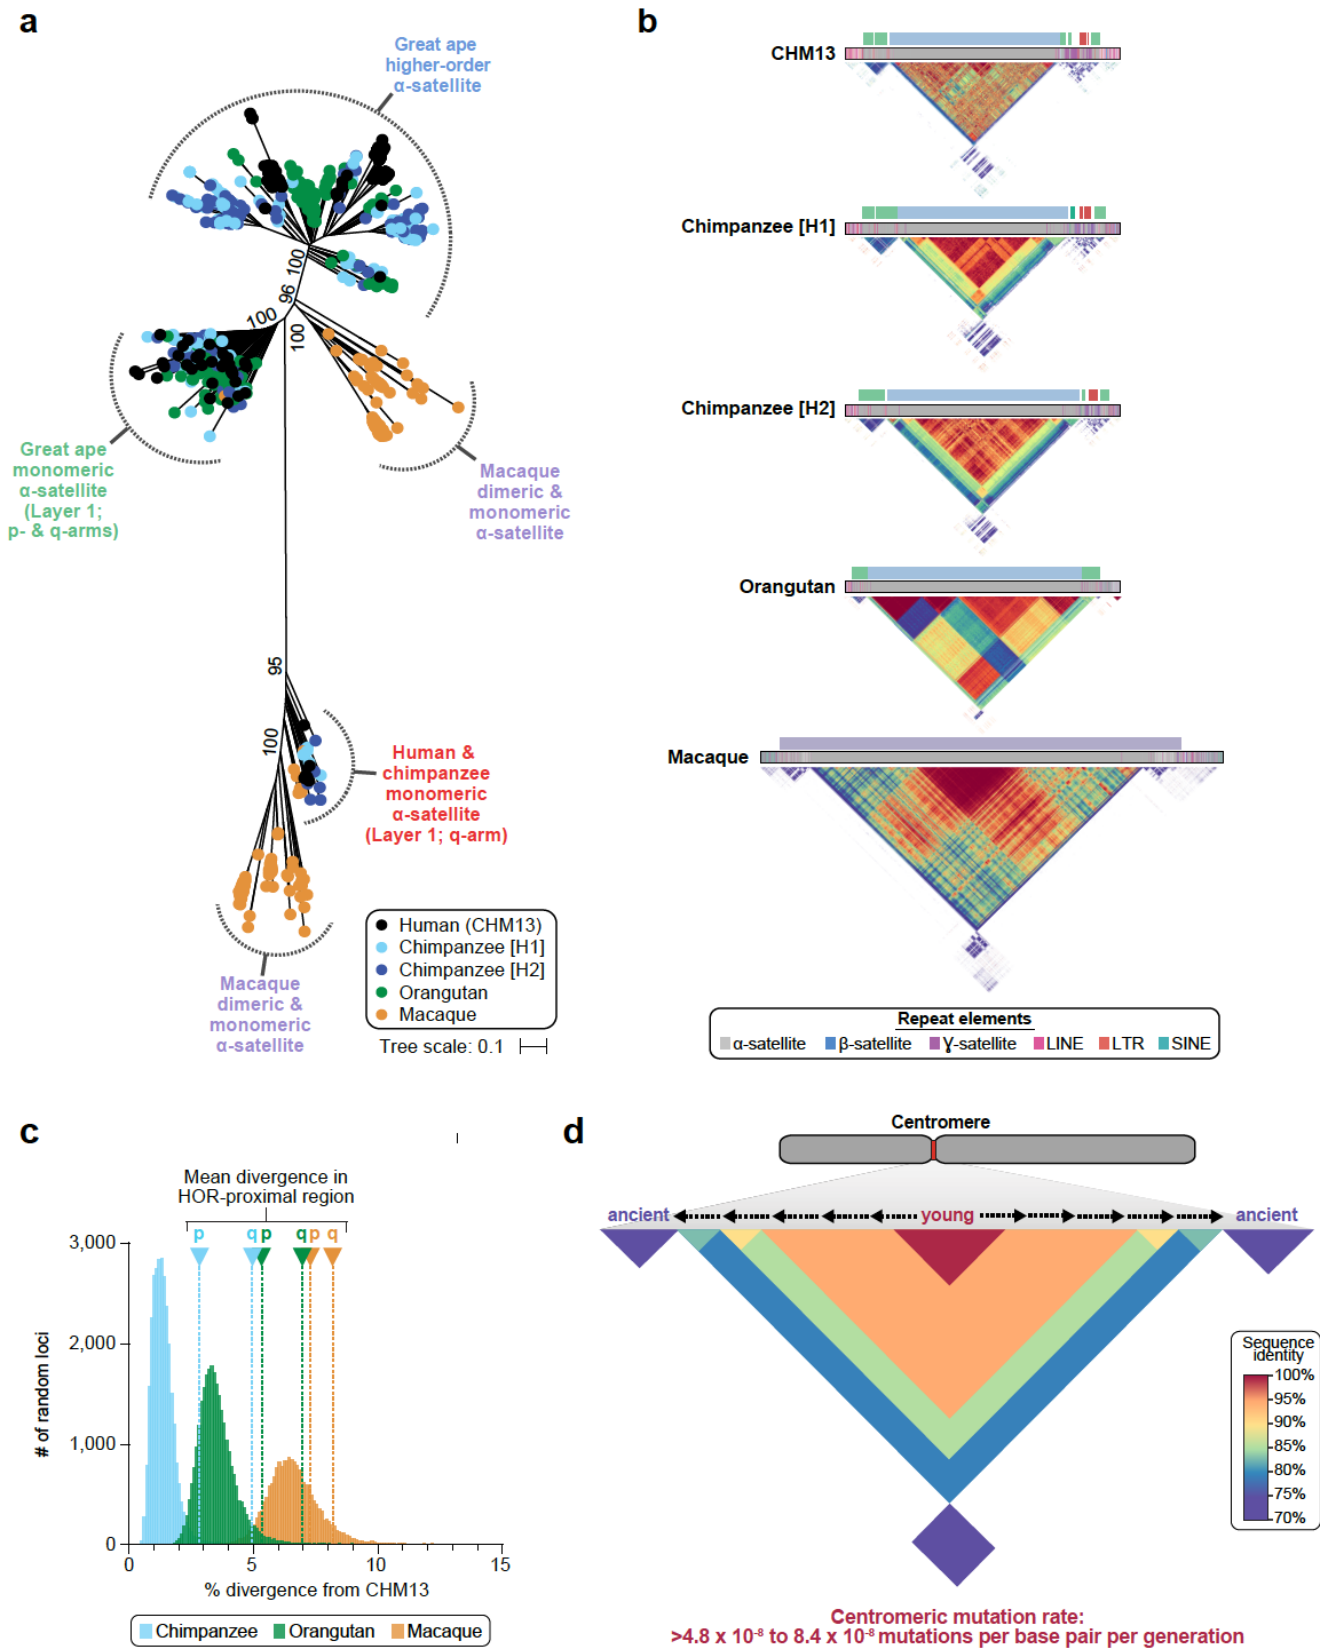 a
Great ape
higher-order
α-satellite
100
96
100
100
Great ape
monomeric
α-satellite
(Layer 1;
p- & q-arms)
Macaque
dimeric &
monomeric
α-satellite
95
100
Human &
chimpanzee
monomeric
α-satellite
(Layer 1; q-arm)
Macaque
dimeric &
monomeric
α-satellite
Human (CHM13)
Chimpanzee [H1]
Chimpanzee [H2]
Orangutan
Macaque
Tree scale: 0.1
b
CHM13
Chimpanzee [H1]
Chimpanzee [H2]
Orangutan
Macaque
Repeat elements
α-satellite β-satellite Ɣ-satellite LINE LTR SINE
c
Mean divergence in
HOR-proximal region
p q p q p q
3,000
2,000
1,000
0
0 5 10 15
# of random loci
% divergence from CHM13
Chimpanzee Orangutan Macaque
d
Centromere
ancient young ancient
Sequence
identity
100%
95%
90%
85%
80%
75%
70%
Centromeric mutation rate:
>4.8 x 10⁻⁸ to 8.4 x 10⁻⁸ mutations per base pair per generation